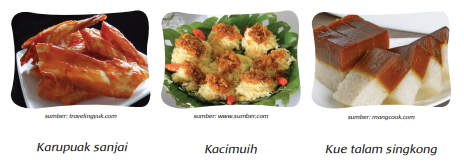 sumber: travelingyuk.com
sumber: www.sumber.com
sumber: mangcook.com
Karupuak sanjai
Kacimuih
Kue talam singkong